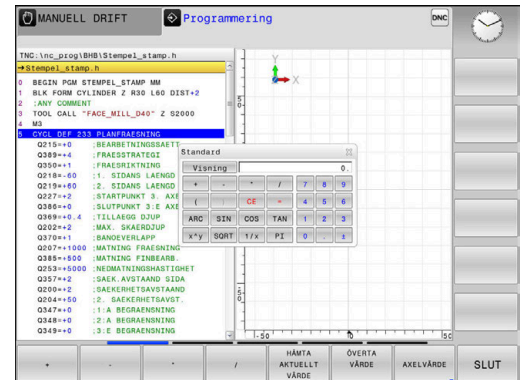 MANUELL DRIFT
Programmering
DNC
TNC:\nc_prog\BHB\Stempel_stamp.h
→Stempel_stamp.h
0 BEGIN PGM STEMPEL_STAMP MM
1 BLK FORM CYLINDER Z R30 L60 DIST+2
2 ;ANY COMMENT
3 TOOL CALL "FACE_MILL_D40" Z S2000
4 M3
5 CYCL DEF 233 PLANFRAESNING
Q215=+0 ;BEARBETNINGSSAETT
Q389=+4 ;FRAESSTRATEGI
Q350=+1 ;FRAESRIKTNING
Q218=-60 ;1. SIDANS LAENGD
Q219=+60 ;2. SIDANS LAENGD
Q227=+2 ;STARTPUNKT 3. AXE
Q386=+0 ;SLUTPUNKT 3:E AXE
Q369=+0.4 ;TILLAEGG DJUP
Q202=+2 ;MAX. SKAERDJUP
Q370=+1 ;BANOEVERLAPP
Q207=+1000 ;MATNING FRAESNING
Q385=+500 ;MATNING FINBEARB.
Q253=+5000 ;NEDMATNINGSHASTIGHET
Q357=+2 ;SAEK.AVSTAAND SIDA
Q200=+2 ;SAEKERHETSAVSTAAND
Q204=+50 ;2. SAEKERHETSAVST.
Q347=+0 ;1:A BEGRAENSNING
Q348=+0 ;2:A BEGRAENSNING
Q349=+0 ;3:E BEGRAENSNING
Y
X
Standard
Visning 0.
+ - * / 7 8 9
( ) CE = 4 5 6
ARC SIN COS TAN 1 2 3
x^y SQRT 1/x PI 0 . ±
-50 0 50
+ - * / HÄMTA AKTUELLT VÄRDE ÖVERTA VÄRDE AXELVÄRDE SLUT